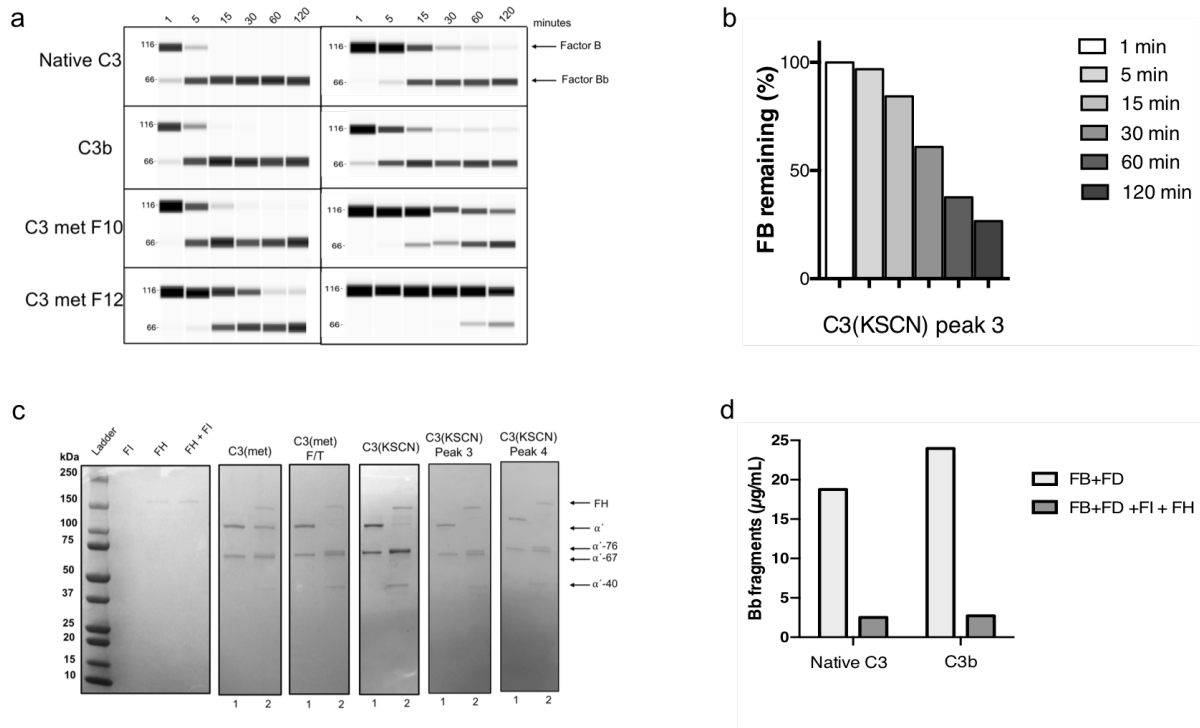 a
1 5 15 30 60 120 1 5 15 30 60 120 minutes
Native C3 116- 116- Factor B
66- 66- Factor Bb
C3b 116- 116-
66- 66-
C3 met F10 116- 116-
66- 66-
C3 met F12 116- 116-
66- 66-
b
FB remaining (%)
100
50
0
C3(KSCN) peak 3
1 min
5 min
15 min
30 min
60 min
120 min
c
Ladder FI FH FH + FI C3(met) C3(met) F/T C3(KSCN) C3(KSCN) Peak 3 C3(KSCN) Peak 4
kDa
250
150
100
75
50
37
25
20
15
10
FH
α´
α´-76
α´-67
α´-40
1 2 1 2 1 2 1 2 1 2
d
Bb fragments (µg/mL)
25
20
15
10
5
0
Native C3 C3b
FB+FD
FB+FD +FI + FH